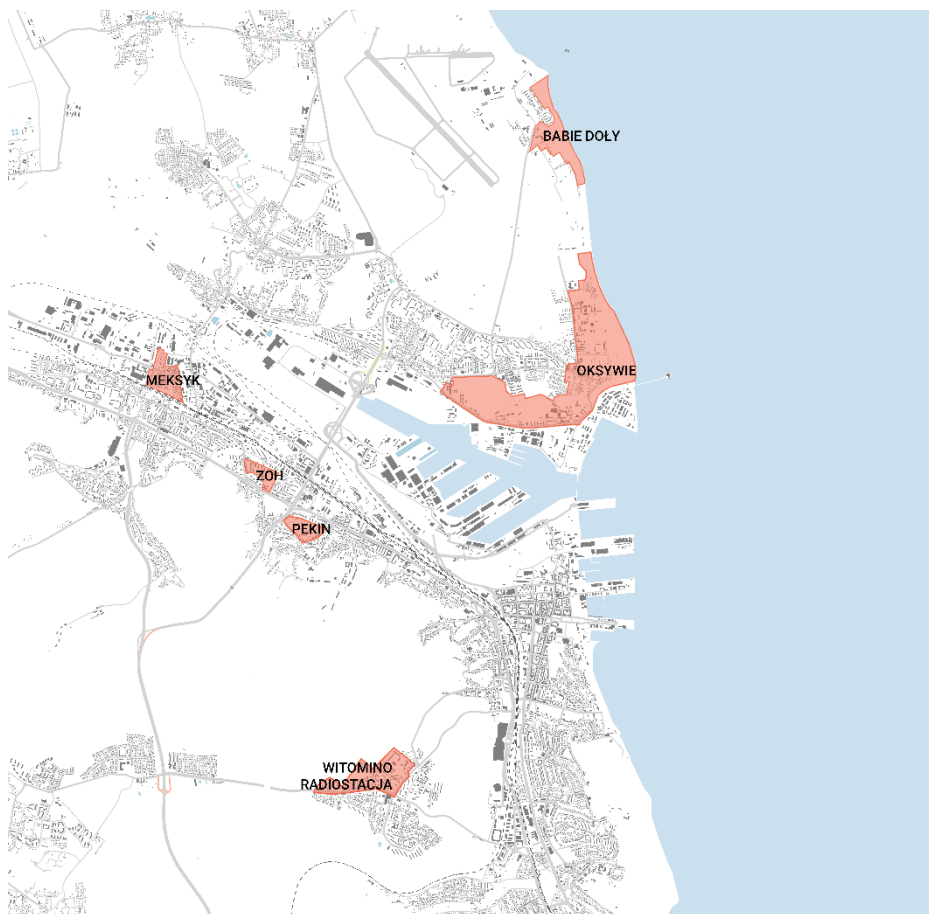 BABIE DOŁY
OKSYWIE
MEKSYK
ZOH
PEKIN
WITOMINO
RADIOSTACJA